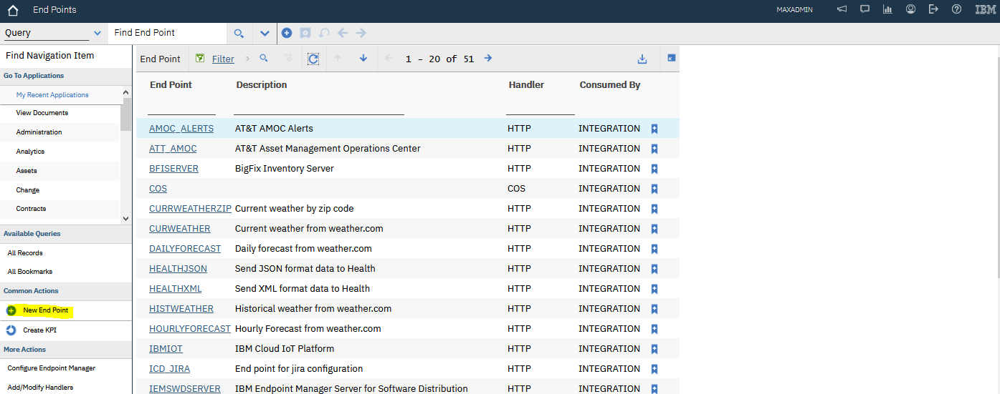 End Points MAXADMIN IBM
Query Find End Point
Find Navigation Item
Go To Applications
My Recent Applications
View Documents
Administration
Analytics
Assets
Change
Contracts
Available Queries
All Records
All Bookmarks
Common Actions
New End Point
Create KPI
More Actions
Configure Endpoint Manager
Add/Modify Handlers
End Point Filter 1 - 20 of 51
End Point Description Handler Consumed By
AMOC_ALERTS AT&T AMOC Alerts HTTP INTEGRATION
ATT_AMOC AT&T Asset Management Operations Center HTTP INTEGRATION
BFISERVER BigFix Inventory Server HTTP INTEGRATION
COS COS INTEGRATION
CURRWEATHERZIP Current weather by zip code HTTP INTEGRATION
CURWEATHER Current weather from weather.com HTTP INTEGRATION
DAILYFORECAST Daily forecast from weather.com HTTP INTEGRATION
HEALTHJSON Send JSON format data to Health HTTP INTEGRATION
HEALTHXML Send XML format data to Health HTTP INTEGRATION
HISTWEATHER Historical weather from weather.com HTTP INTEGRATION
HOURLYFORECAST Hourly Forecast from weather.com HTTP INTEGRATION
IBMIOT IBM Cloud IoT Platform HTTP INTEGRATION
ICD_JIRA End point for jira configuration HTTP INTEGRATION
IEMSWDSERVER IBM Endpoint Manager Server for Software Distribution HTTP INTEGRATION